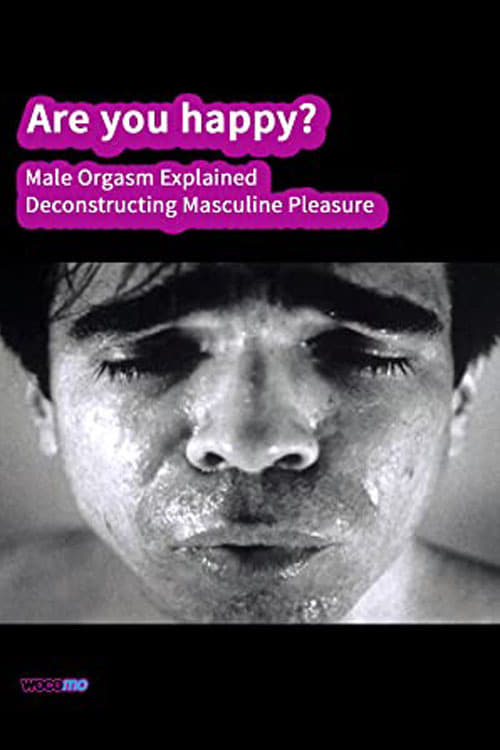 Are you happy?
Male Orgasm Explained
Deconstructing Masculine Pleasure
wocomo